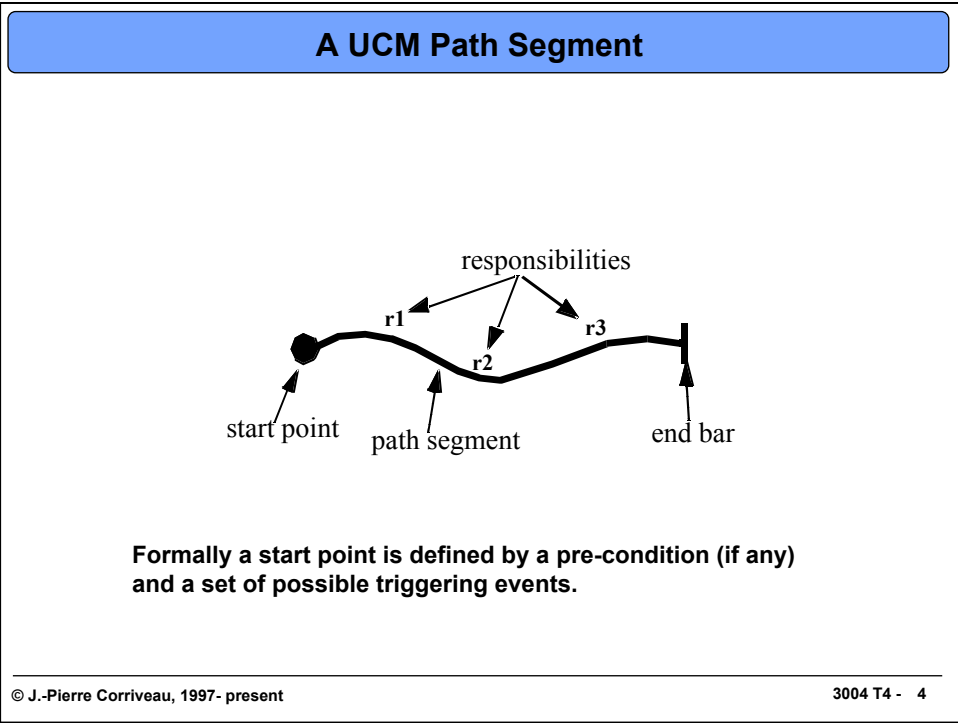 A UCM Path Segment
responsibilities
r1
r3
r2
start point
path segment
end bar
Formally a start point is defined by a pre-condition (if any)
and a set of possible triggering events.
© J.-Pierre Corriveau, 1997- present
3004 T4 - 4